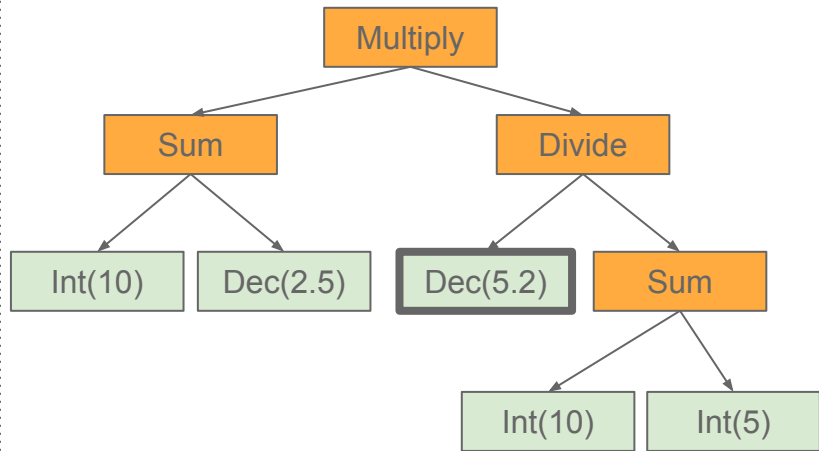 Multiply
Sum
Divide
Int(10)
Dec(2.5)
Dec(5.2)
Sum
Int(10)
Int(5)